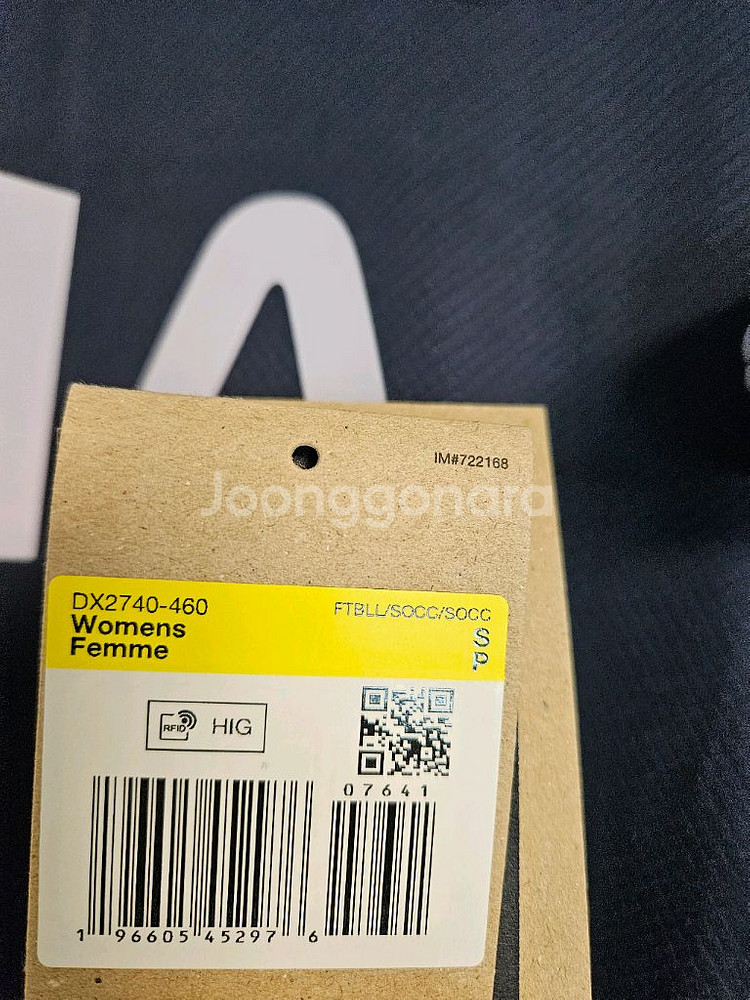 A
IM#722168
Joonggonara
DX2740-460
FTBLL/SOCC/SOCC
Womens
S
Femme
P
RFID HIG
07641
1 96605 45297 6